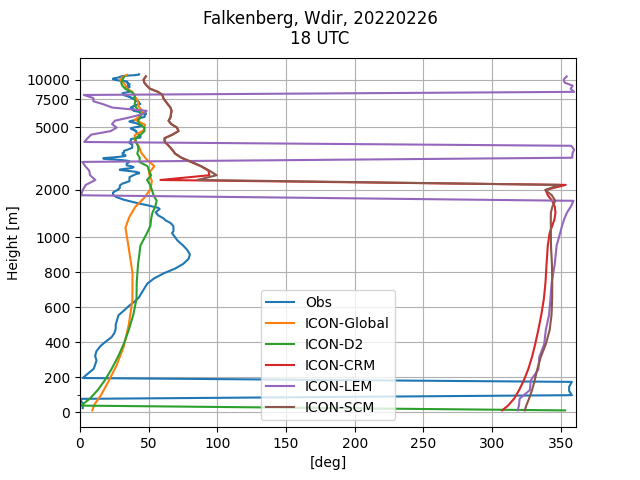 Falkenberg, Wdir, 20220226
18 UTC
Height [m]
10000
7500
5000
2000
1000
800
600
400
200
0
0
50
100
150
200
250
300
350
[deg]
Obs
ICON-Global
ICON-D2
ICON-CRM
ICON-LEM
ICON-SCM